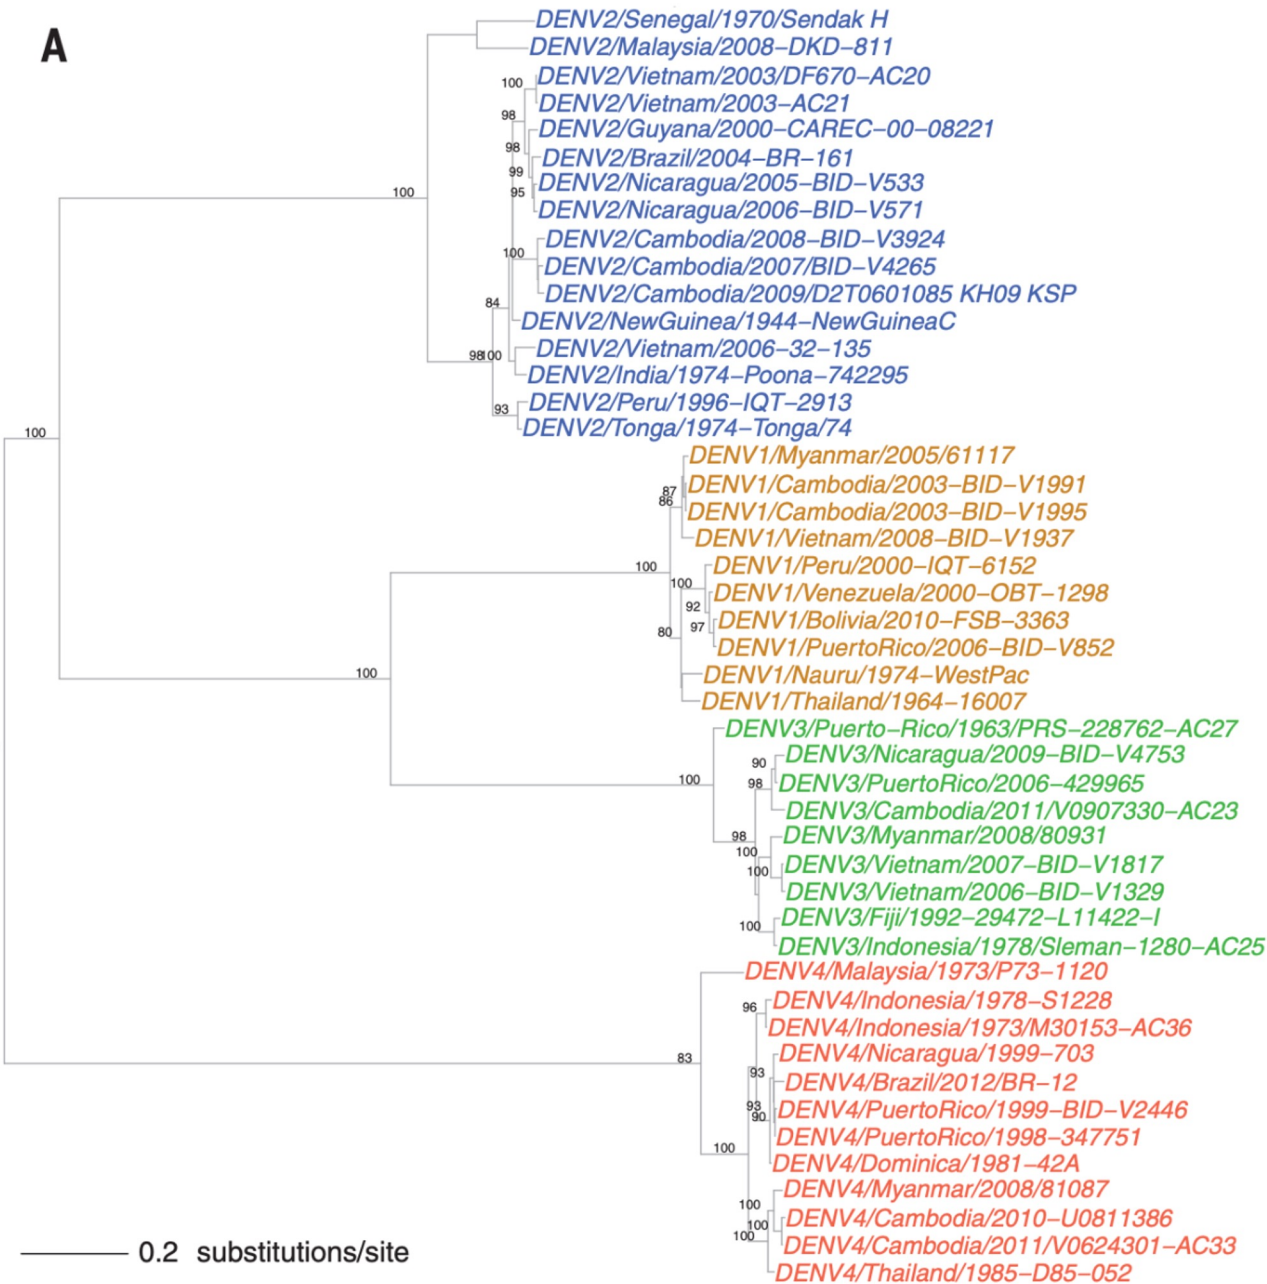 A
DENV2/Senegal/1970/Sendak H
DENV2/Malaysia/2008–DKD–811
100
DENV2/Vietnam/2003/DF670–AC20
DENV2/Vietnam/2003–AC21
98
DENV2/Guyana/2000–CAREC–00–08221
98
DENV2/Brazil/2004–BR–161
99
DENV2/Nicaragua/2005–BID–V533
100
95
DENV2/Nicaragua/2006–BID–V571
DENV2/Cambodia/2008–BID–V3924
100
DENV2/Cambodia/2007/BID–V4265
DENV2/Cambodia/2009/D2T0601085 KH09 KSP
84
DENV2/NewGuinea/1944–NewGuineaC
DENV2/Vietnam/2006–32–135
98
100
DENV2/India/1974–Poona–742295
DENV2/Peru/1996–IQT–2913
93
DENV2/Tonga/1974–Tonga/74
100
DENV1/Myanmar/2005/61117
DENV1/Cambodia/2003–BID–V1991
87
86
DENV1/Cambodia/2003–BID–V1995
DENV1/Vietnam/2008–BID–V1937
100
DENV1/Peru/2000–IQT–6152
100
DENV1/Venezuela/2000–OBT–1298
92
DENV1/Bolivia/2010–FSB–3363
97
80
DENV1/PuertoRico/2006–BID–V852
100
DENV1/Nauru/1974–WestPac
DENV1/Thailand/1964–16007
DENV3/Puerto–Rico/1963/PRS–228762–AC27
DENV3/Nicaragua/2009–BID–V4753
90
100
98
DENV3/PuertoRico/2006–429965
DENV3/Cambodia/2011/V0907330–AC23
98
DENV3/Myanmar/2008/80931
100
DENV3/Vietnam/2007–BID–V1817
100
DENV3/Vietnam/2006–BID–V1329
DENV3/Fiji/1992–29472–L11422–I
100
DENV3/Indonesia/1978/Sleman–1280–AC25
DENV4/Malaysia/1973/P73–1120
DENV4/Indonesia/1978–S1228
96
DENV4/Indonesia/1973/M30153–AC36
83
DENV4/Nicaragua/1999–703
93
DENV4/Brazil/2012/BR–12
93
90
DENV4/PuertoRico/1999–BID–V2446
DENV4/PuertoRico/1998–347751
100
DENV4/Dominica/1981–42A
DENV4/Myanmar/2008/81087
100
DENV4/Cambodia/2010–U0811386
100
100
DENV4/Cambodia/2011/V0624301–AC33
DENV4/Thailand/1985–D85–052
0.2 substitutions/site